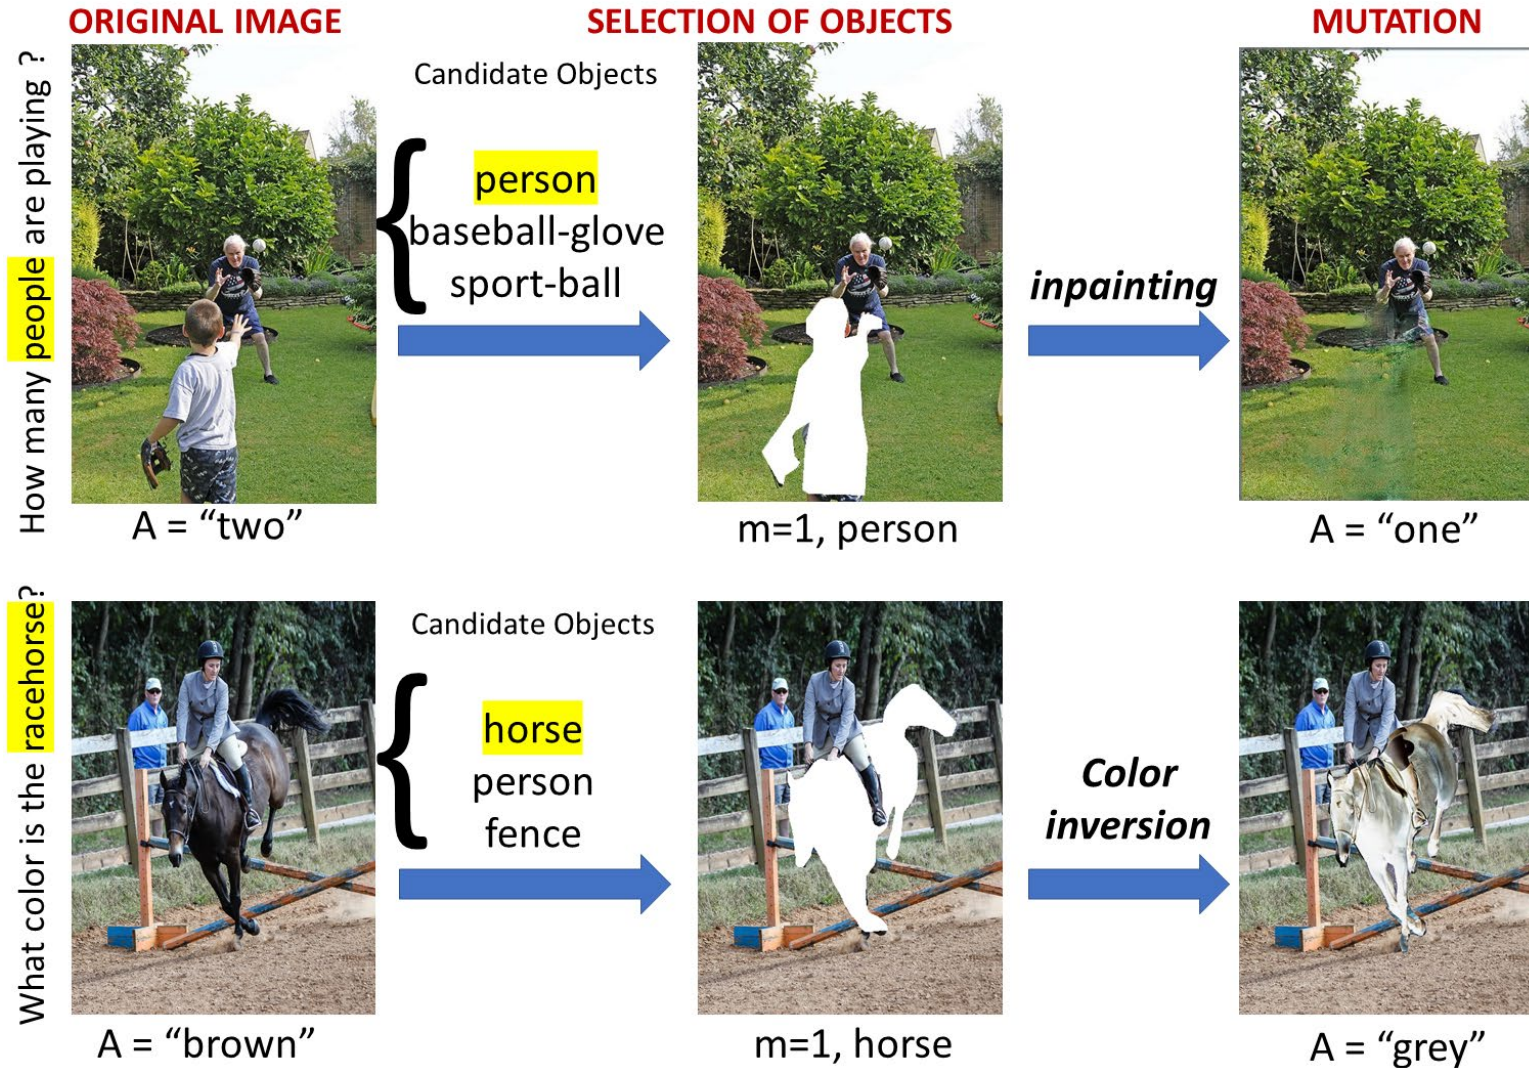 ORIGINAL IMAGE
SELECTION OF OBJECTS
MUTATION
How many people are playing ?
Candidate Objects
person
baseball-glove
sport-ball
inpainting
A = “two”
m=1, person
A = “one”
What color is the racehorse?
Candidate Objects
horse
person
fence
Color
inversion
A = “brown”
m=1, horse
A = “grey”